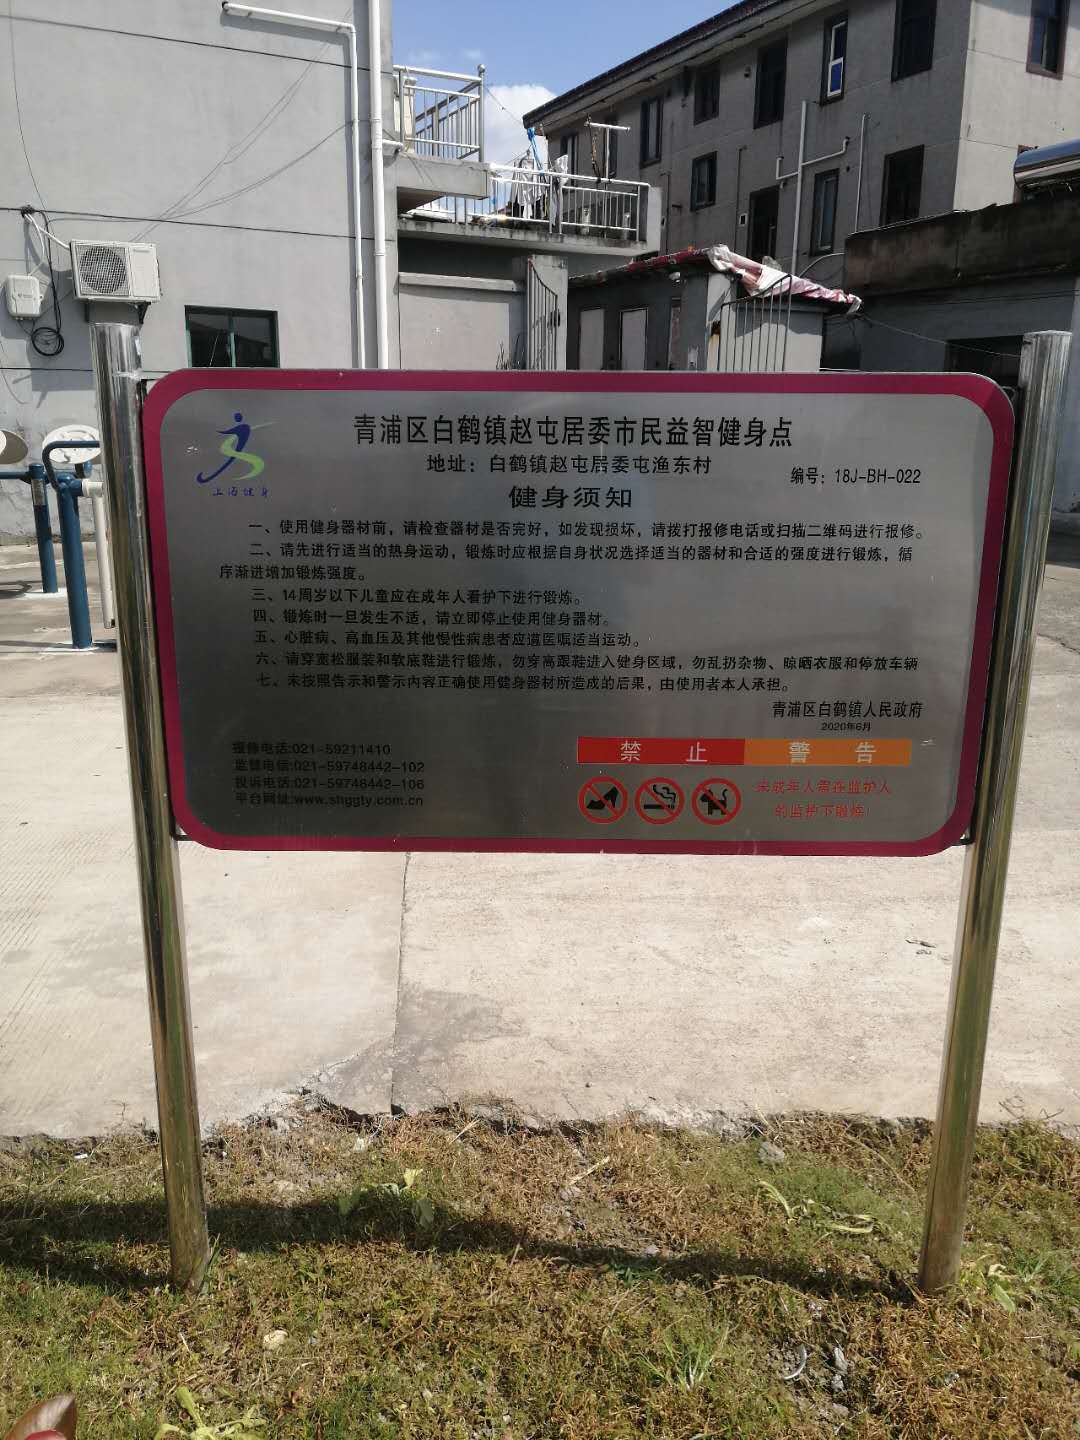 青浦区白鹤镇赵屯居委市民益智健身点
地址：白鹤镇赵屯居委屯渔东村
编号：18J-BH-022
上海健身
健身须知
一、使用健身器材前，请检查器材是否完好，如发现损坏，请拨打报修电话或扫描二维码进行报修。
二、请先进行适当的热身运动，锻炼时应根据自身状况选择适当的器材和合适的强度进行锻炼，循
序渐进增加锻炼强度。
三、14周岁以下儿童应在成年人看护下进行锻炼。
四、锻炼时一旦发生不适，请立即停止使用健身器材。
五、心脏病、高血压及其他慢性病患者应遵医嘱适当运动。
六、请穿宽松服装和软底鞋进行锻炼，勿穿高跟鞋进入健身区域，勿乱扔杂物、晾晒衣服和停放车辆
七、未按照告示和警示内容正确使用健身器材所造成的后果，由使用者本人承担。
青浦区白鹤镇人民政府
2020年6月
报修电话:021-59211410
监督电话:021-59748442-102
投诉电话:021-59748442-106
平台网址:www.shggty.com.cn
禁止
警告
未成年人需在监护人
的监护下锻炼